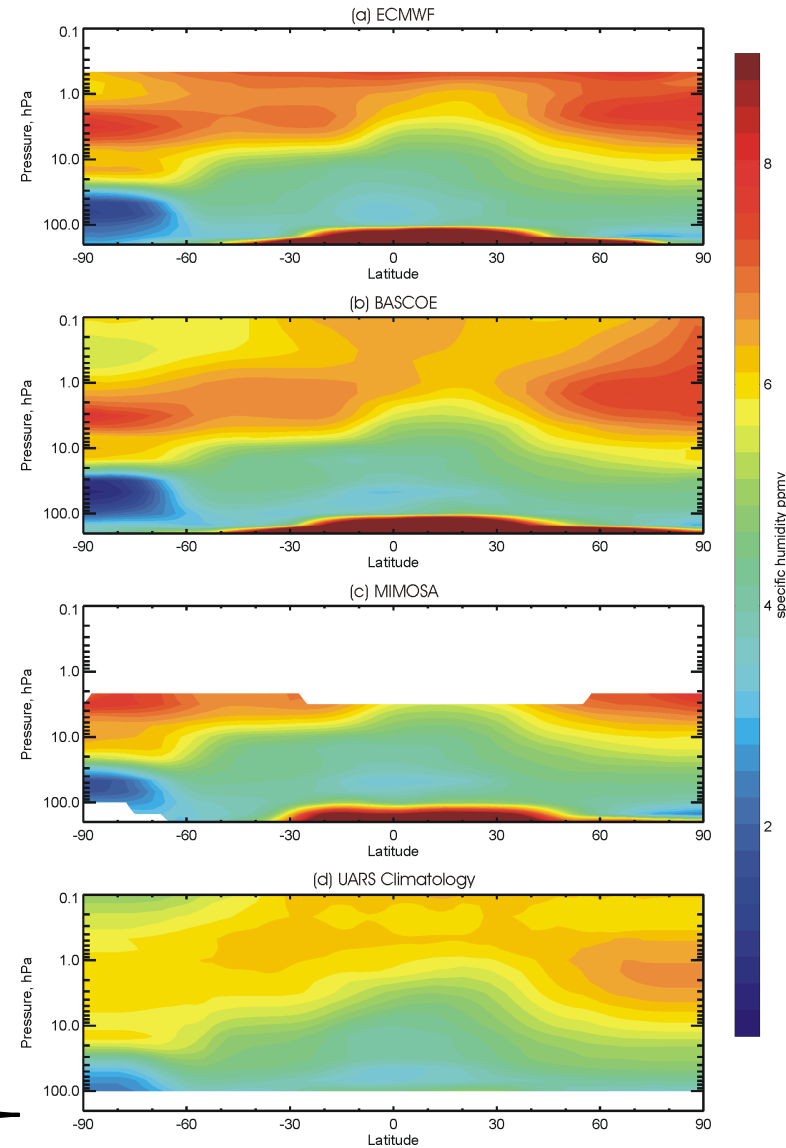 (a) ECMWF
0.1
1.0
10.0
100.0
Pressure, hPa
-90 -60 -30 0 30 60 90
Latitude
(b) BASCOE
0.1
1.0
10.0
100.0
Pressure, hPa
-90 -60 -30 0 30 60 90
Latitude
(c) MIMOSA
0.1
1.0
10.0
100.0
Pressure, hPa
-90 -60 -30 0 30 60 90
Latitude
(d) UARS Climatology
0.1
1.0
10.0
100.0
Pressure, hPa
-90 -60 -30 0 30 60 90
Latitude
8
6
4
2
specific humidity ppmv